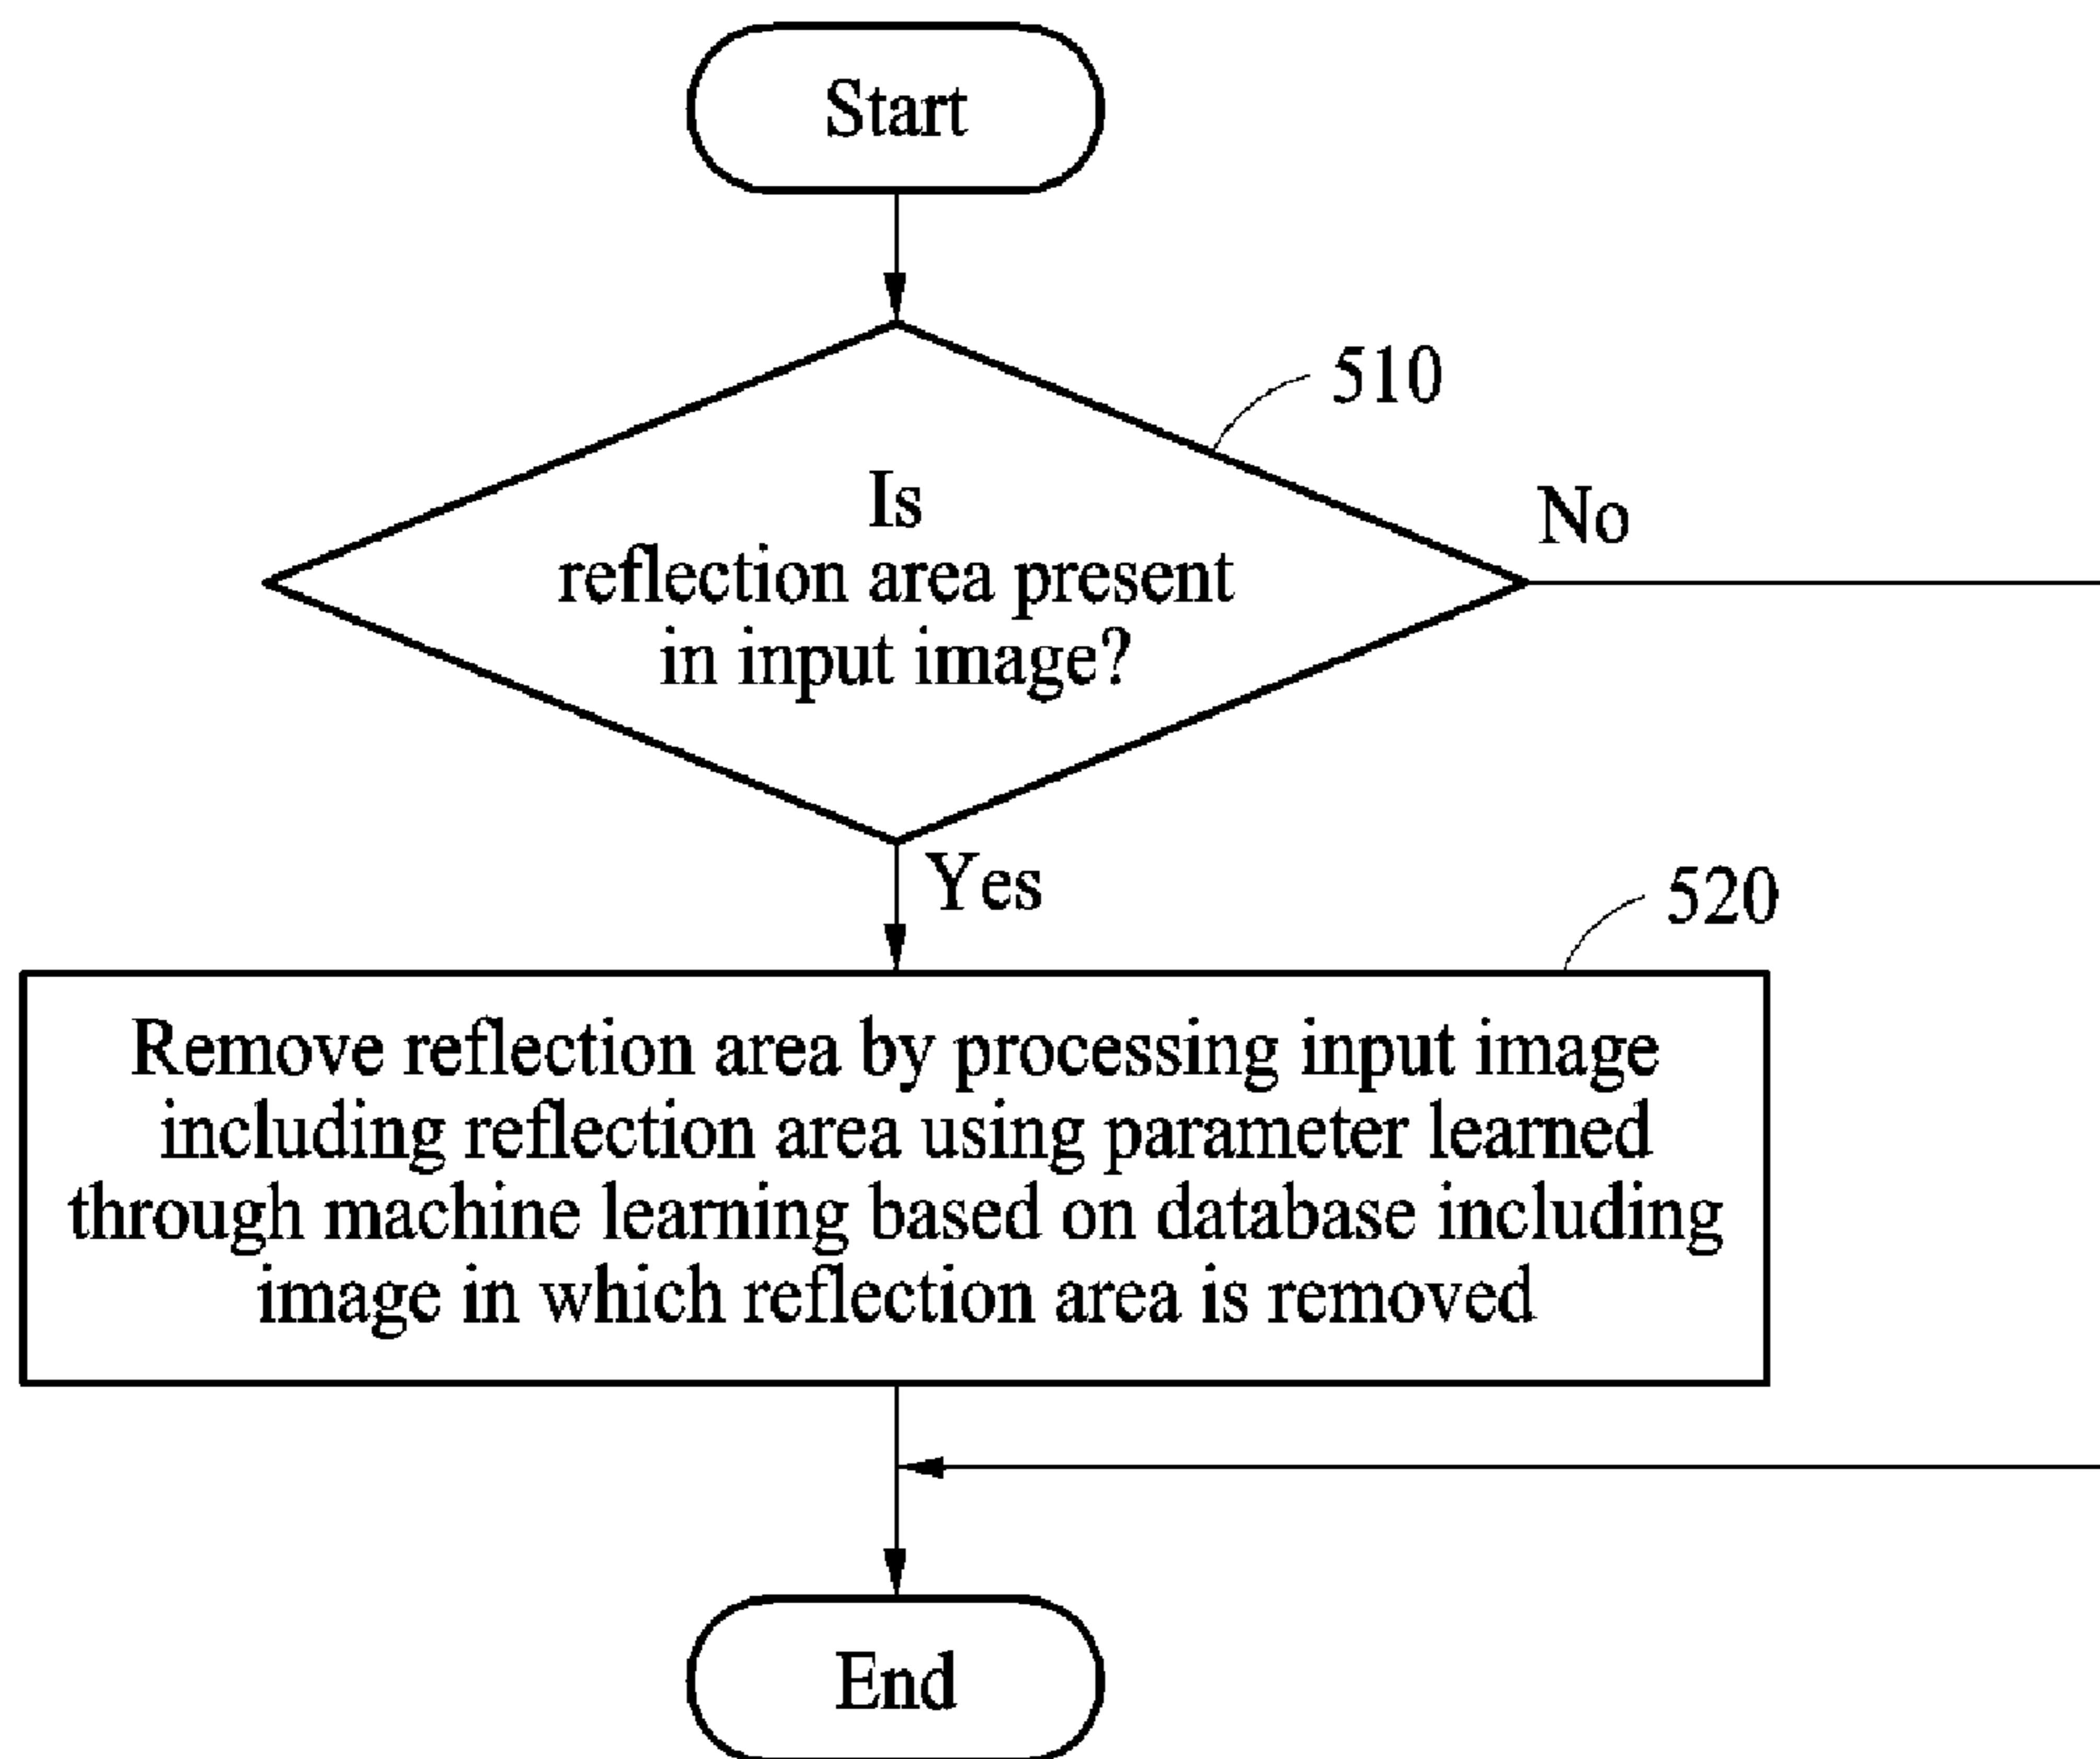 Start
510
Is
reflection area present
in input image?
No
Yes
520
Remove reflection area by processing input image
including reflection area using parameter learned
through machine learning based on database including
image in which reflection area is removed
End